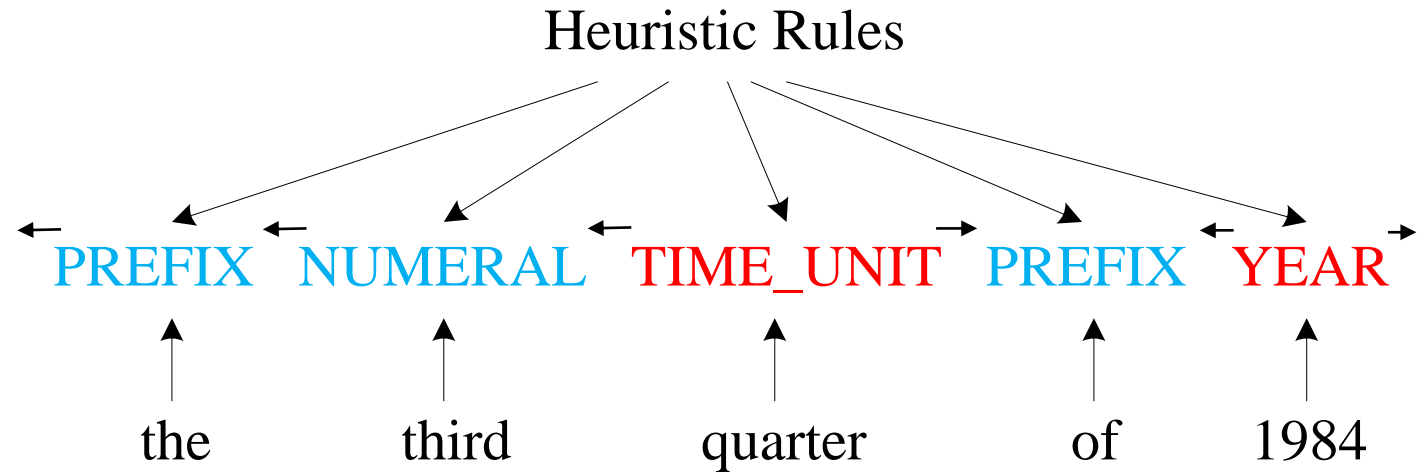 Heuristic Rules
PREFIX NUMERAL TIME_UNIT PREFIX YEAR
the third quarter of 1984